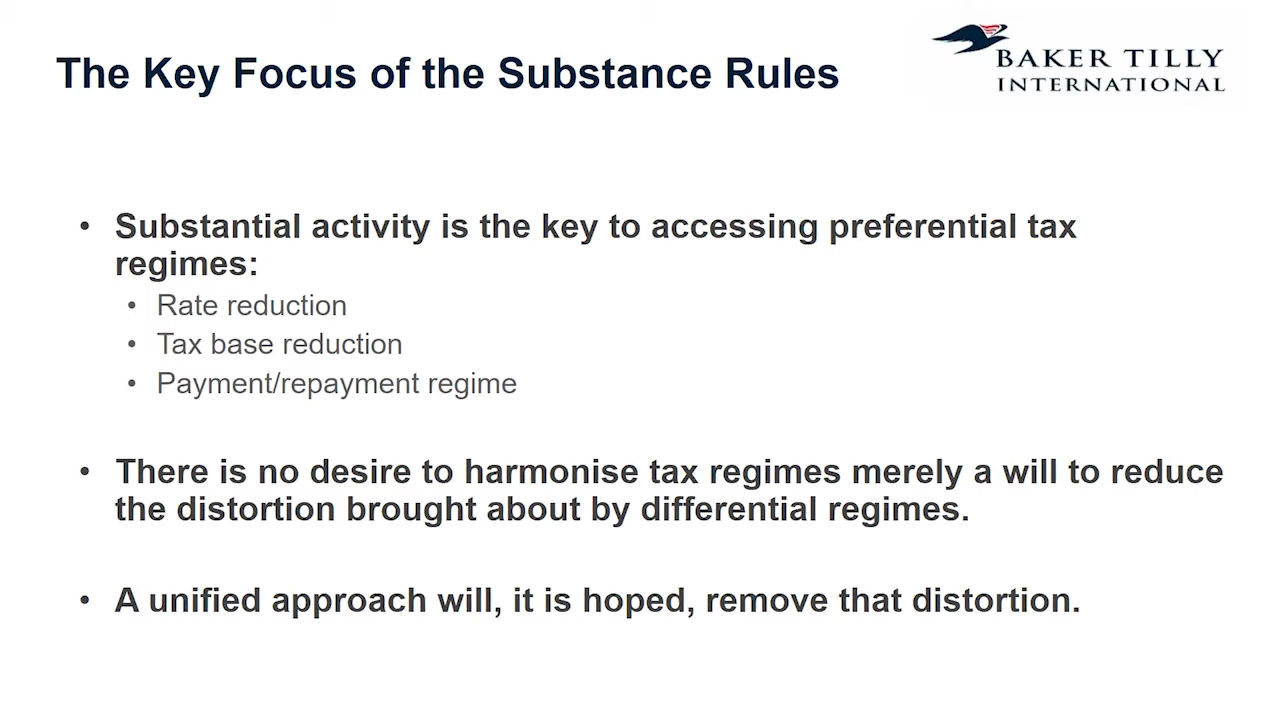 The Key Focus of the Substance Rules
BAKER TILLY
INTERNATIONAL
• Substantial activity is the key to accessing preferential tax
regimes:
• Rate reduction
• Tax base reduction
• Payment/repayment regime
• There is no desire to harmonise tax regimes merely a will to reduce
the distortion brought about by differential regimes.
• A unified approach will, it is hoped, remove that distortion.